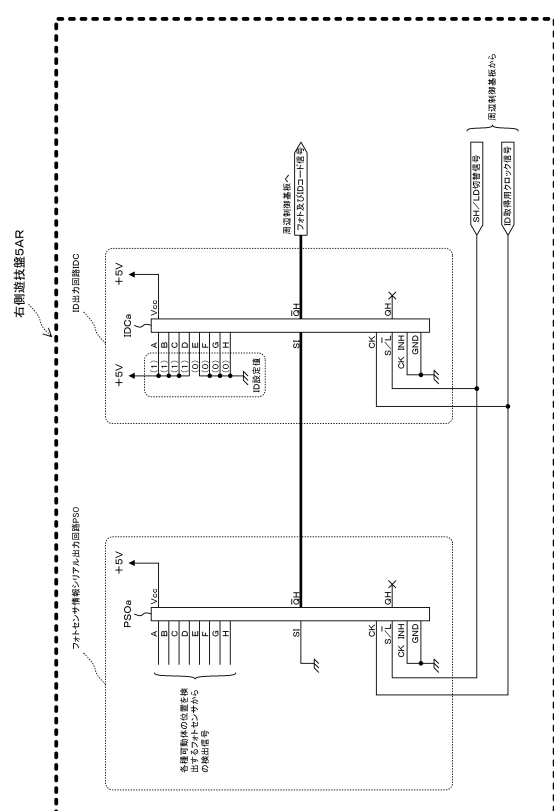 右側遊技盤5AR
フォトセンサ情報シリアル出力回路PSO
+5V
PSOa
Vcc
A
B
C
D
E
F
G
H
各種可動体の位置を検
出するフォトセンサから
の検出信号
SI
QH
CK
S/L
CK INH
GND
QH
ID出力回路IDC
+5V
+5V
IDCa
Vcc
A
B
C
D
E
F
G
H
(1)
(1)
(1)
(1)
(0)
(0)
(0)
(0)
ID設定値
SI
QH
CK
S/L
CK INH
GND
QH
周辺制御基板へ
フォト及びIDコード信号
周辺制御基板から
SH/LD切替信号
ID取得用クロック信号